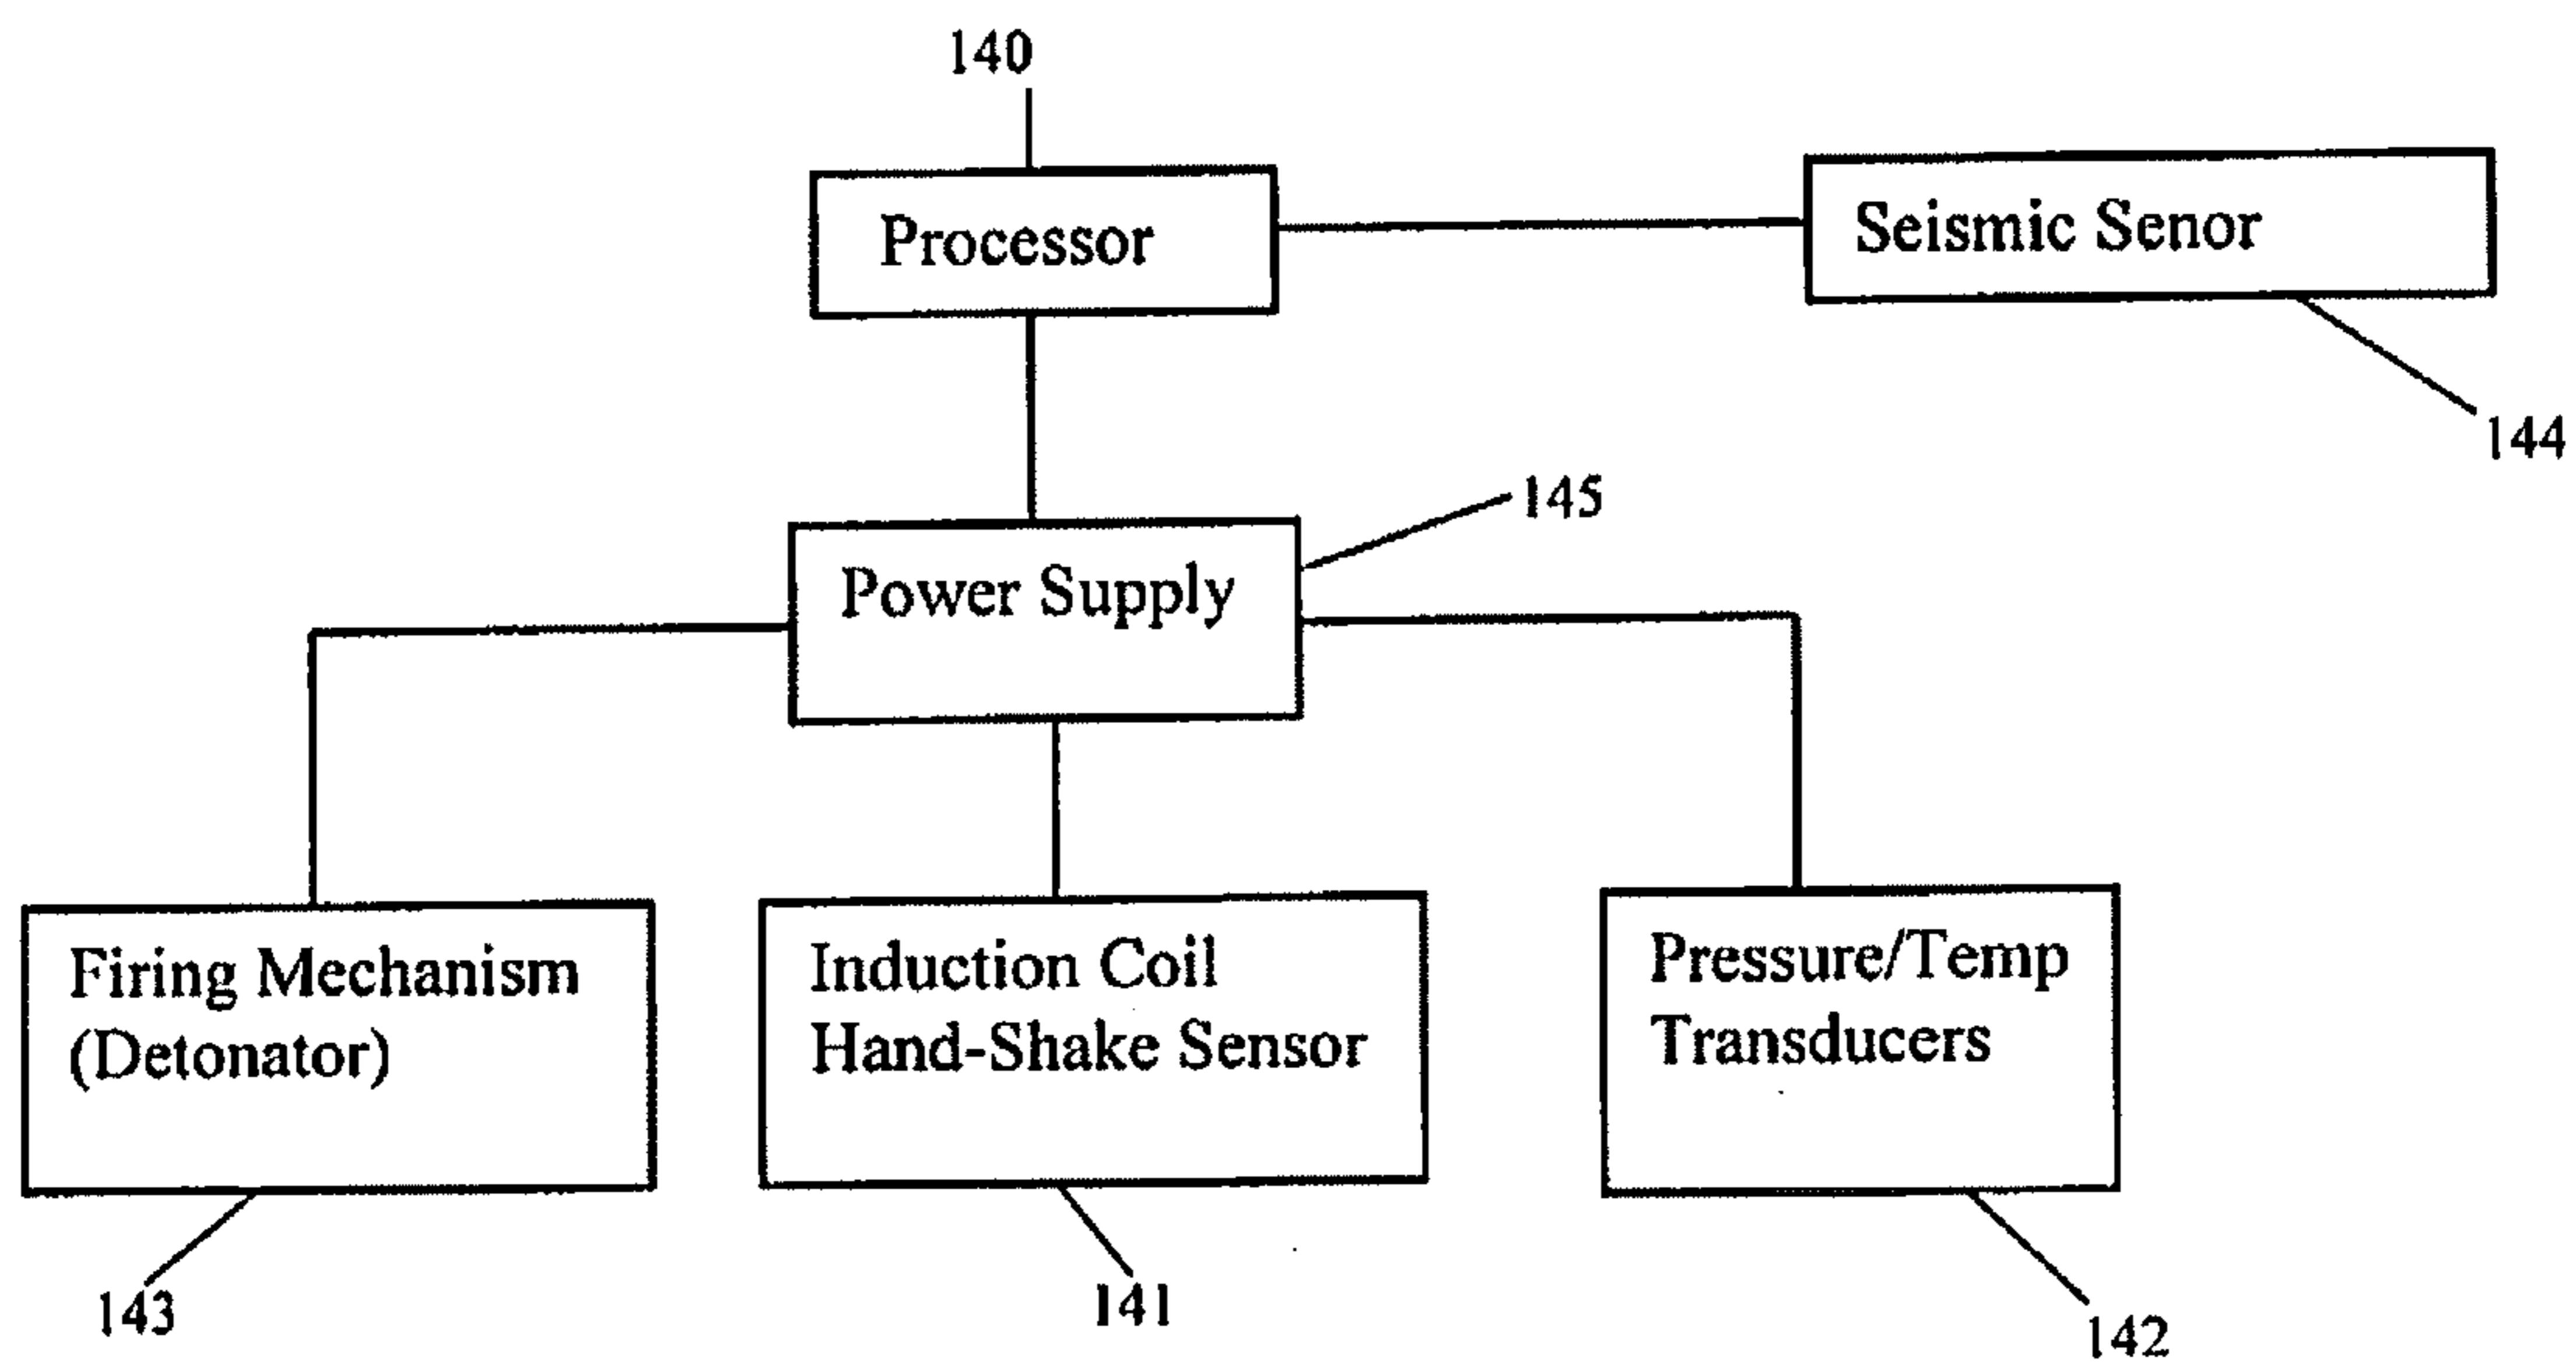 140
Processor
Seismic Senor
144
145
Power Supply
Firing Mechanism
(Detonator)
Induction Coil
Hand-Shake Sensor
Pressure/Temp
Transducers
143
141
142